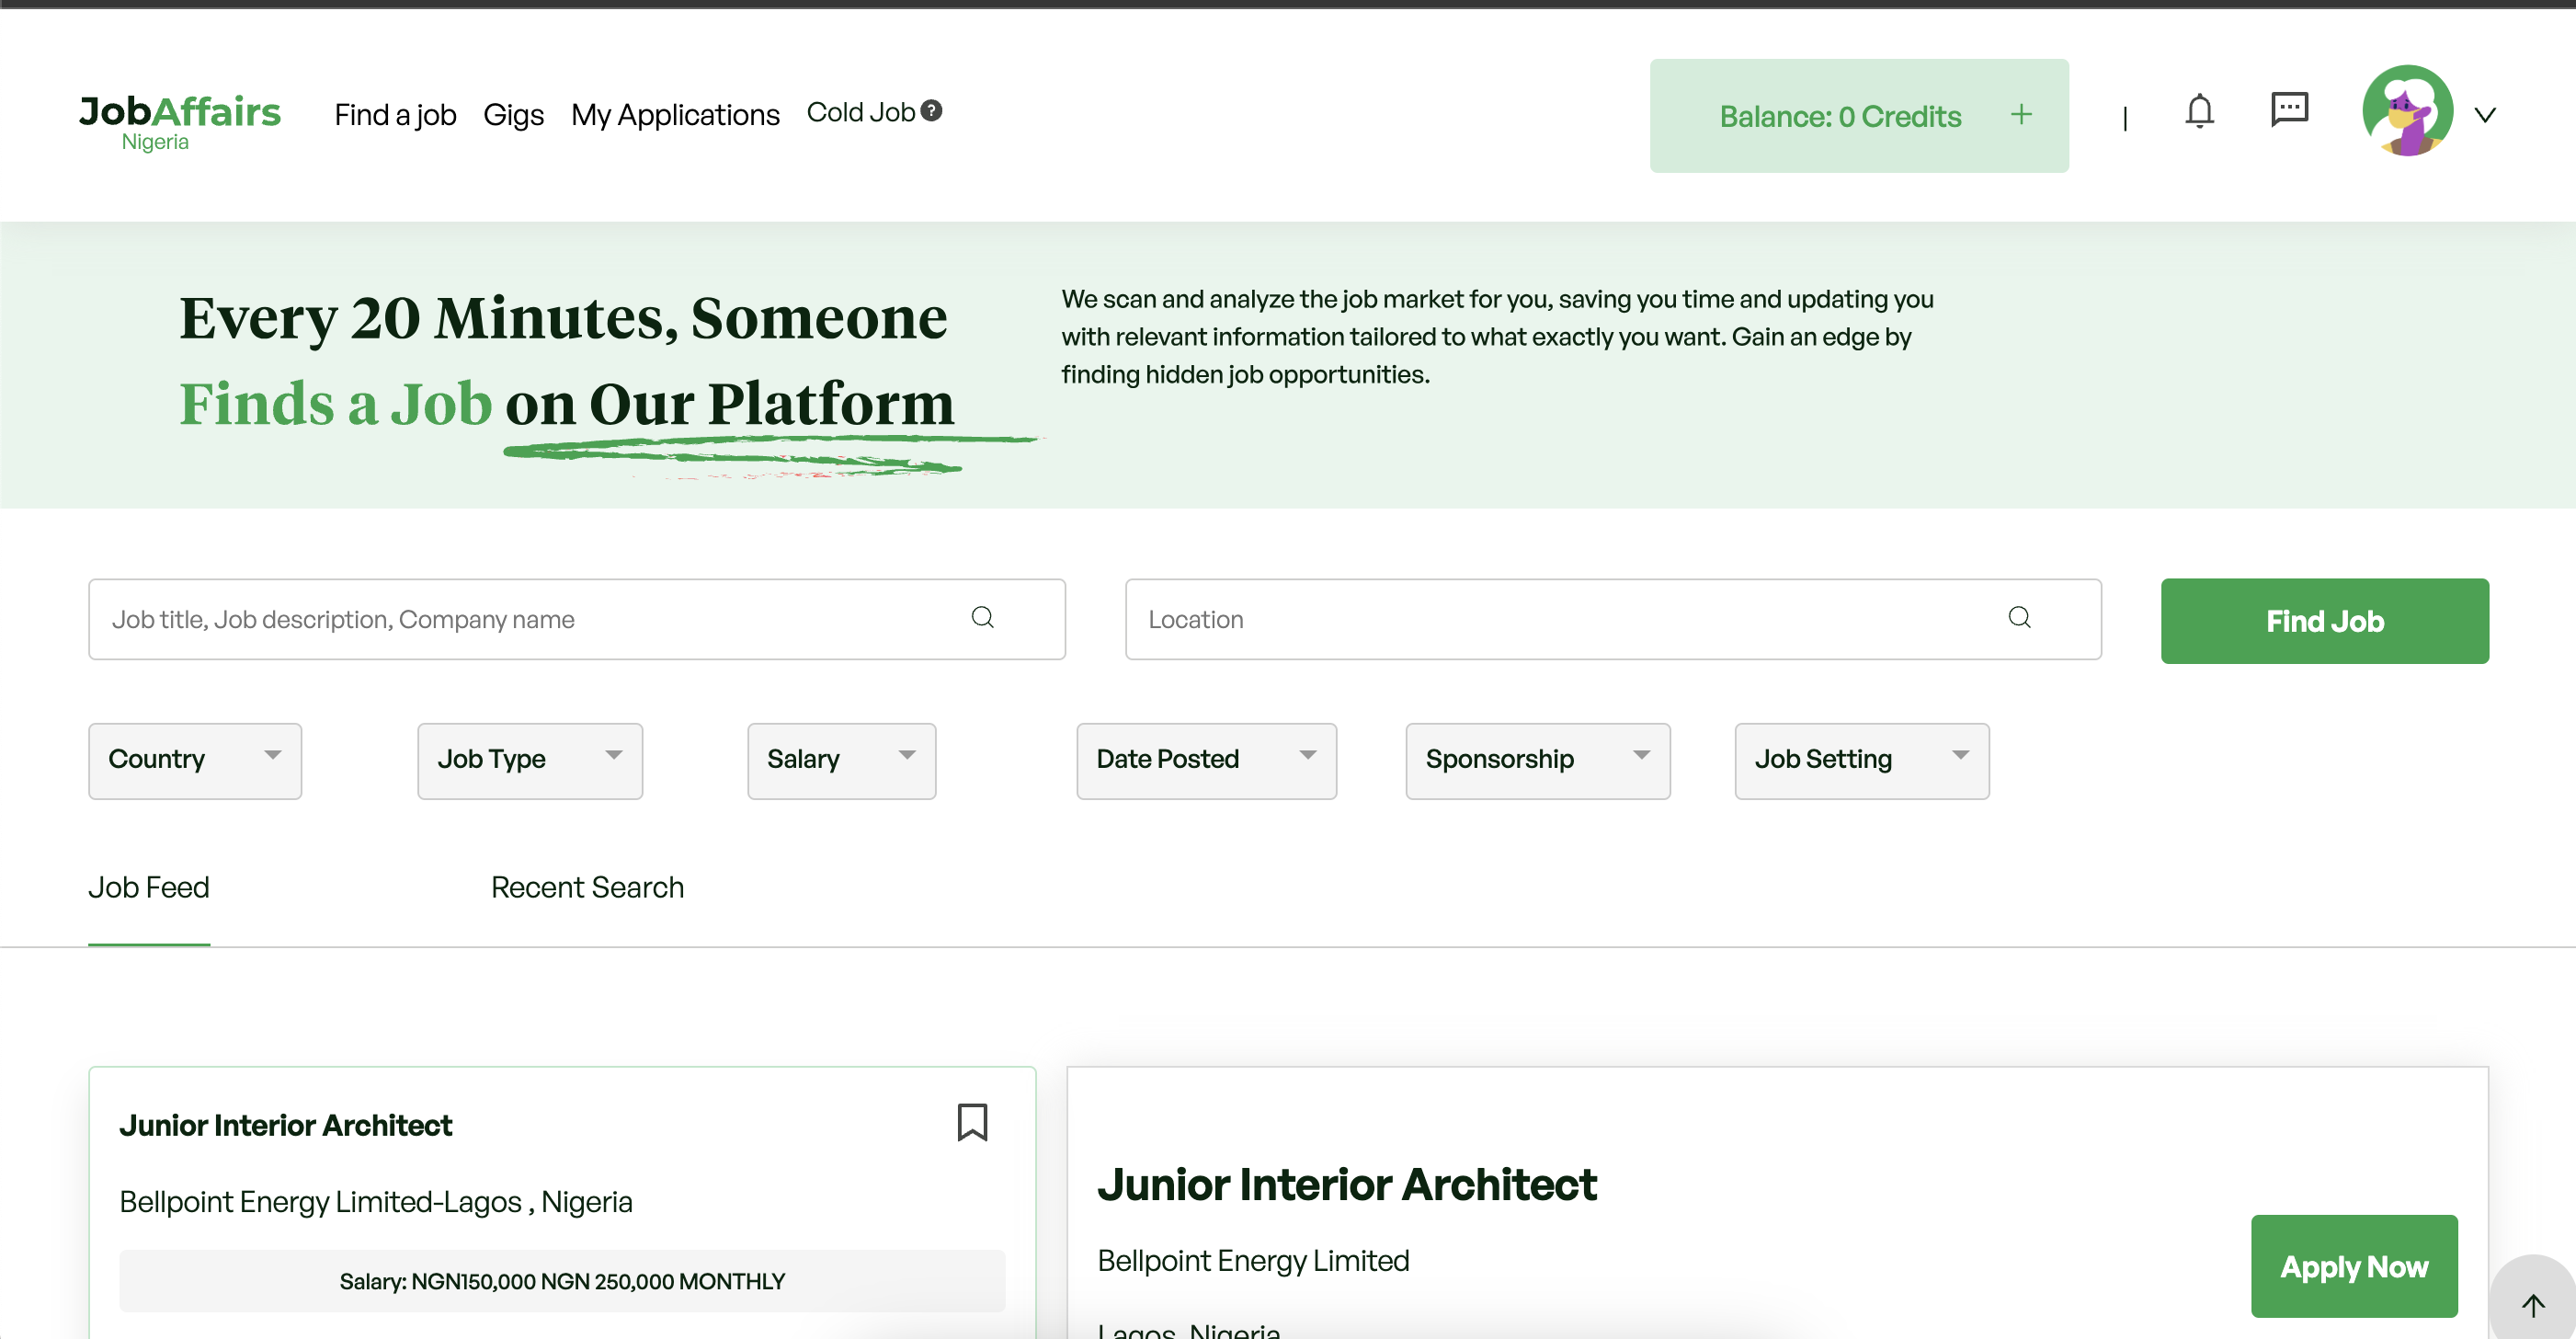 JobAffairs
Nigeria
Find a job
Gigs
My Applications
Cold Job ?
Balance: 0 Credits +
Every 20 Minutes, Someone
Finds a Job on Our Platform
We scan and analyze the job market for you, saving you time and updating you
with relevant information tailored to what exactly you want. Gain an edge by
finding hidden job opportunities.
Job title, Job description, Company name
Location
Find Job
Country
Job Type
Salary
Date Posted
Sponsorship
Job Setting
Job Feed
Recent Search
Junior Interior Architect
Bellpoint Energy Limited-Lagos , Nigeria
Salary: NGN150,000 NGN 250,000 MONTHLY
Junior Interior Architect
Bellpoint Energy Limited
Apply Now
Lagos, Nigeria